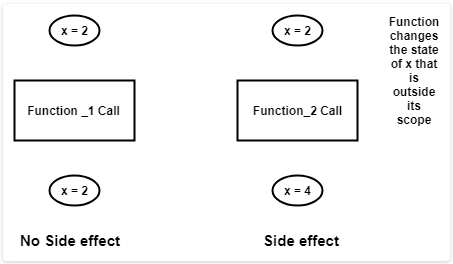 x = 2
Function _1 Call
x = 2
No Side effect
x = 2
Function_2 Call
x = 4
Side effect
Function
changes
the state
of x that
is
outside
its
scope